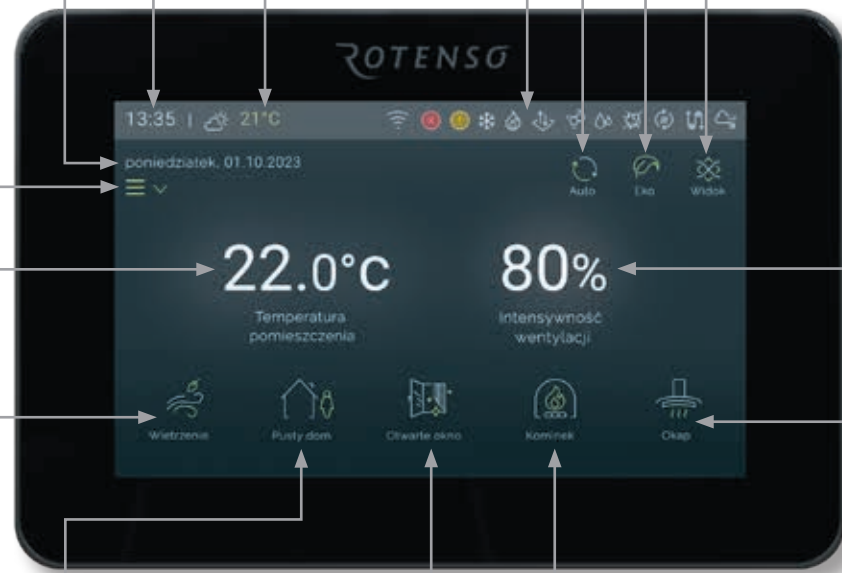 ROTENSO
13:35 | 21°C
poniedziałek, 01.10.2023
Auto Eko Widok
22.0°C 80%
Temperatura pomieszczenia
Intensywność wentylacji
Wietrzenie Pusty dom Otwarte okno Kominek Okap